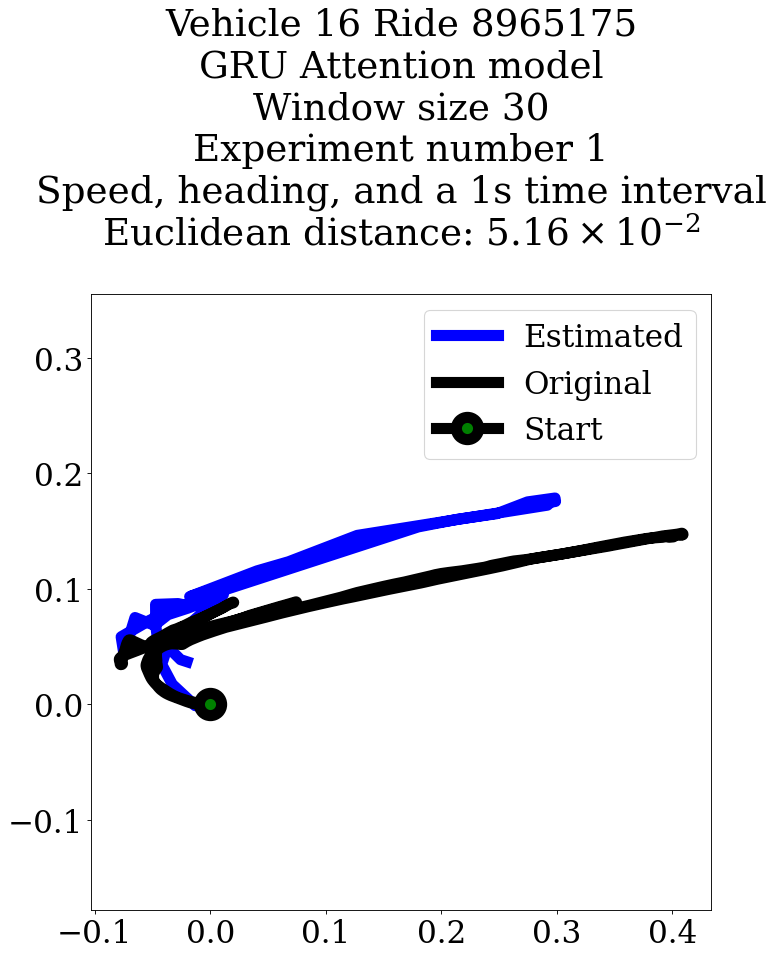 Vehicle 16 Ride 8965175
GRU Attention model
Window size 30
Experiment number 1
Speed, heading, and a 1s time interval
Euclidean distance: 5.16 × 10⁻²
Estimated
Original
Start
0.3
0.2
0.1
0.0
−0.1
−0.1 0.0 0.1 0.2 0.3 0.4